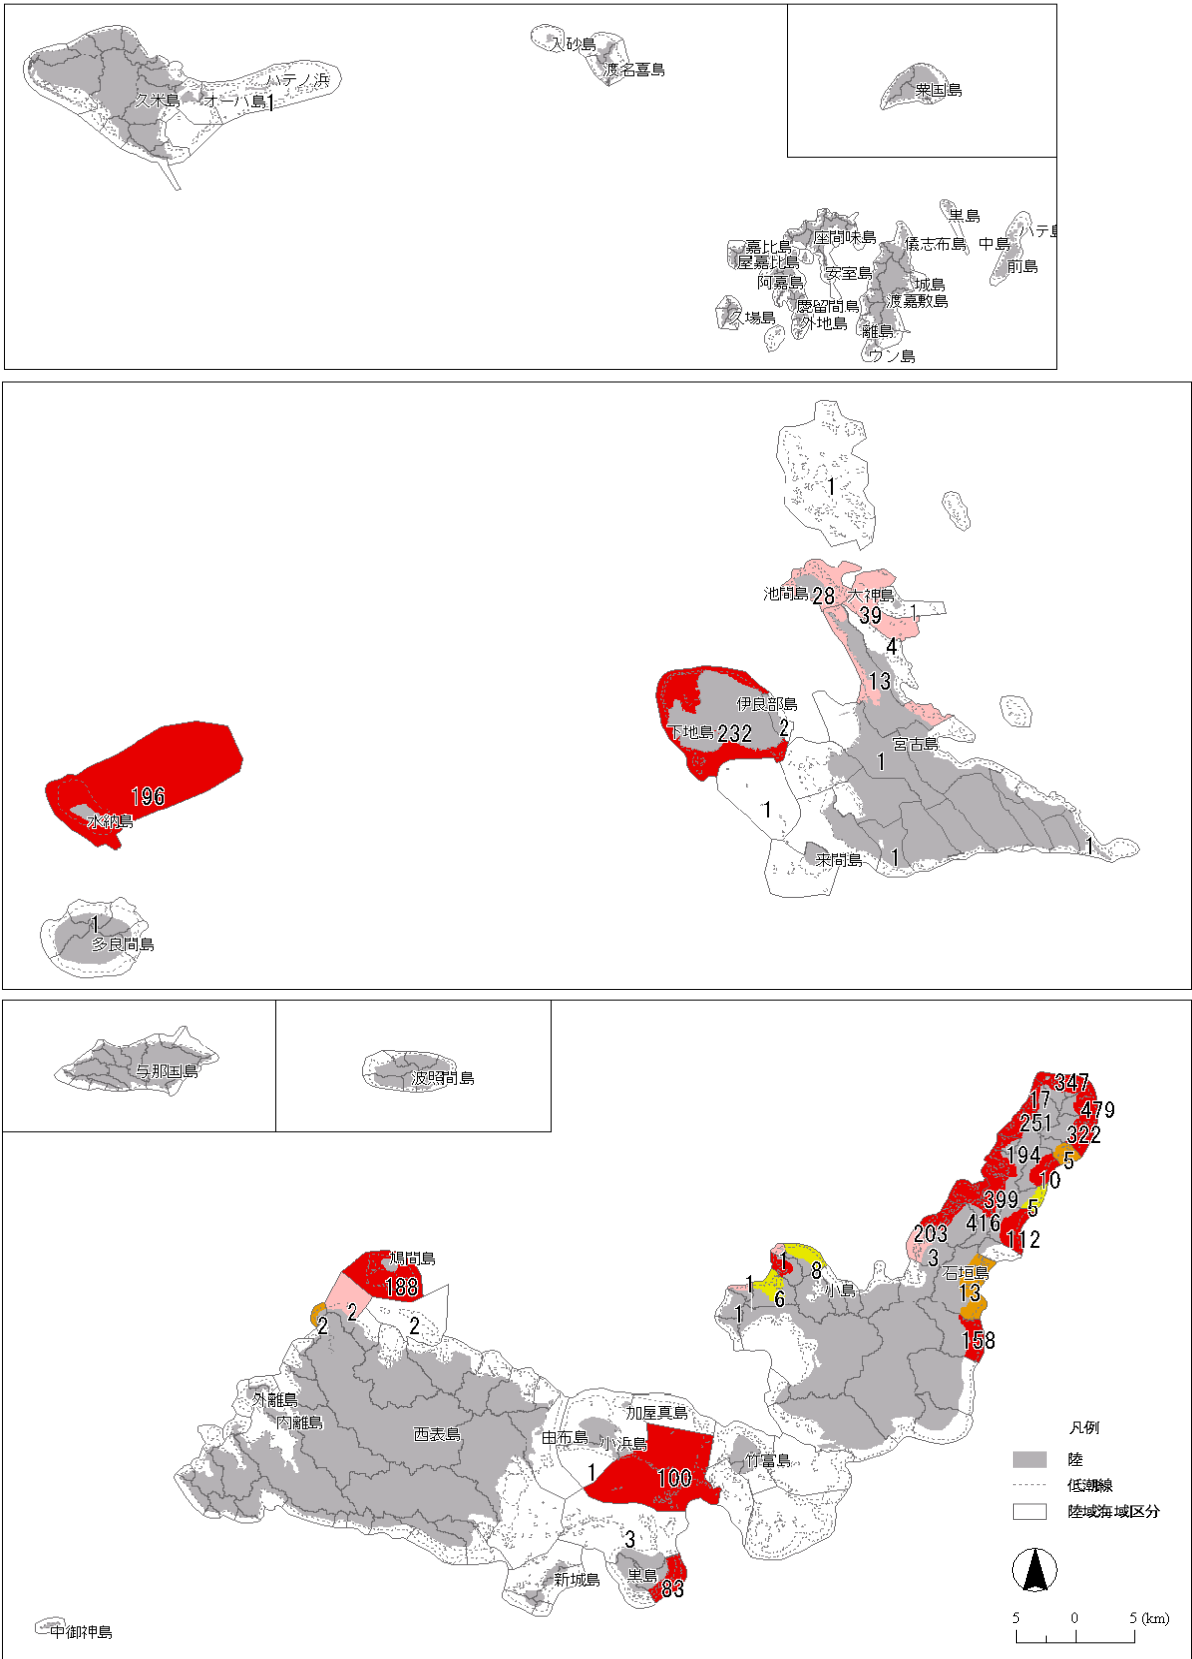 入砂島
渡名喜島
ハテノ浜
久米島
オーハ島
1
粟国島
黒島
ハテ島
座間味島
儀志布島
中島
嘉比島
屋嘉比島
前島
安室島
阿嘉島
城島
慶留間島
渡嘉敷島
久場島
外地島
離島
ウン島
1
池間島
28
大神島
39
1
4
13
伊良部島
下地島
232
2
宮古島
1
196
水納島
1
来間島
1
1
1
多良間島
与那国島
波照間島
347
17
479
251
322
194
5
10
399
5
416
203
112
3
鳩間島
188
1
8
石垣島
1
小島
13
6
2
2
2
1
158
外離島
内離島
加屋真島
西表島
由布島
小浜島
竹富島
1
100
3
新城島
黒島
83
中御神島
凡例
陸
低潮線
陸域海域区分
5 0 5 (km)